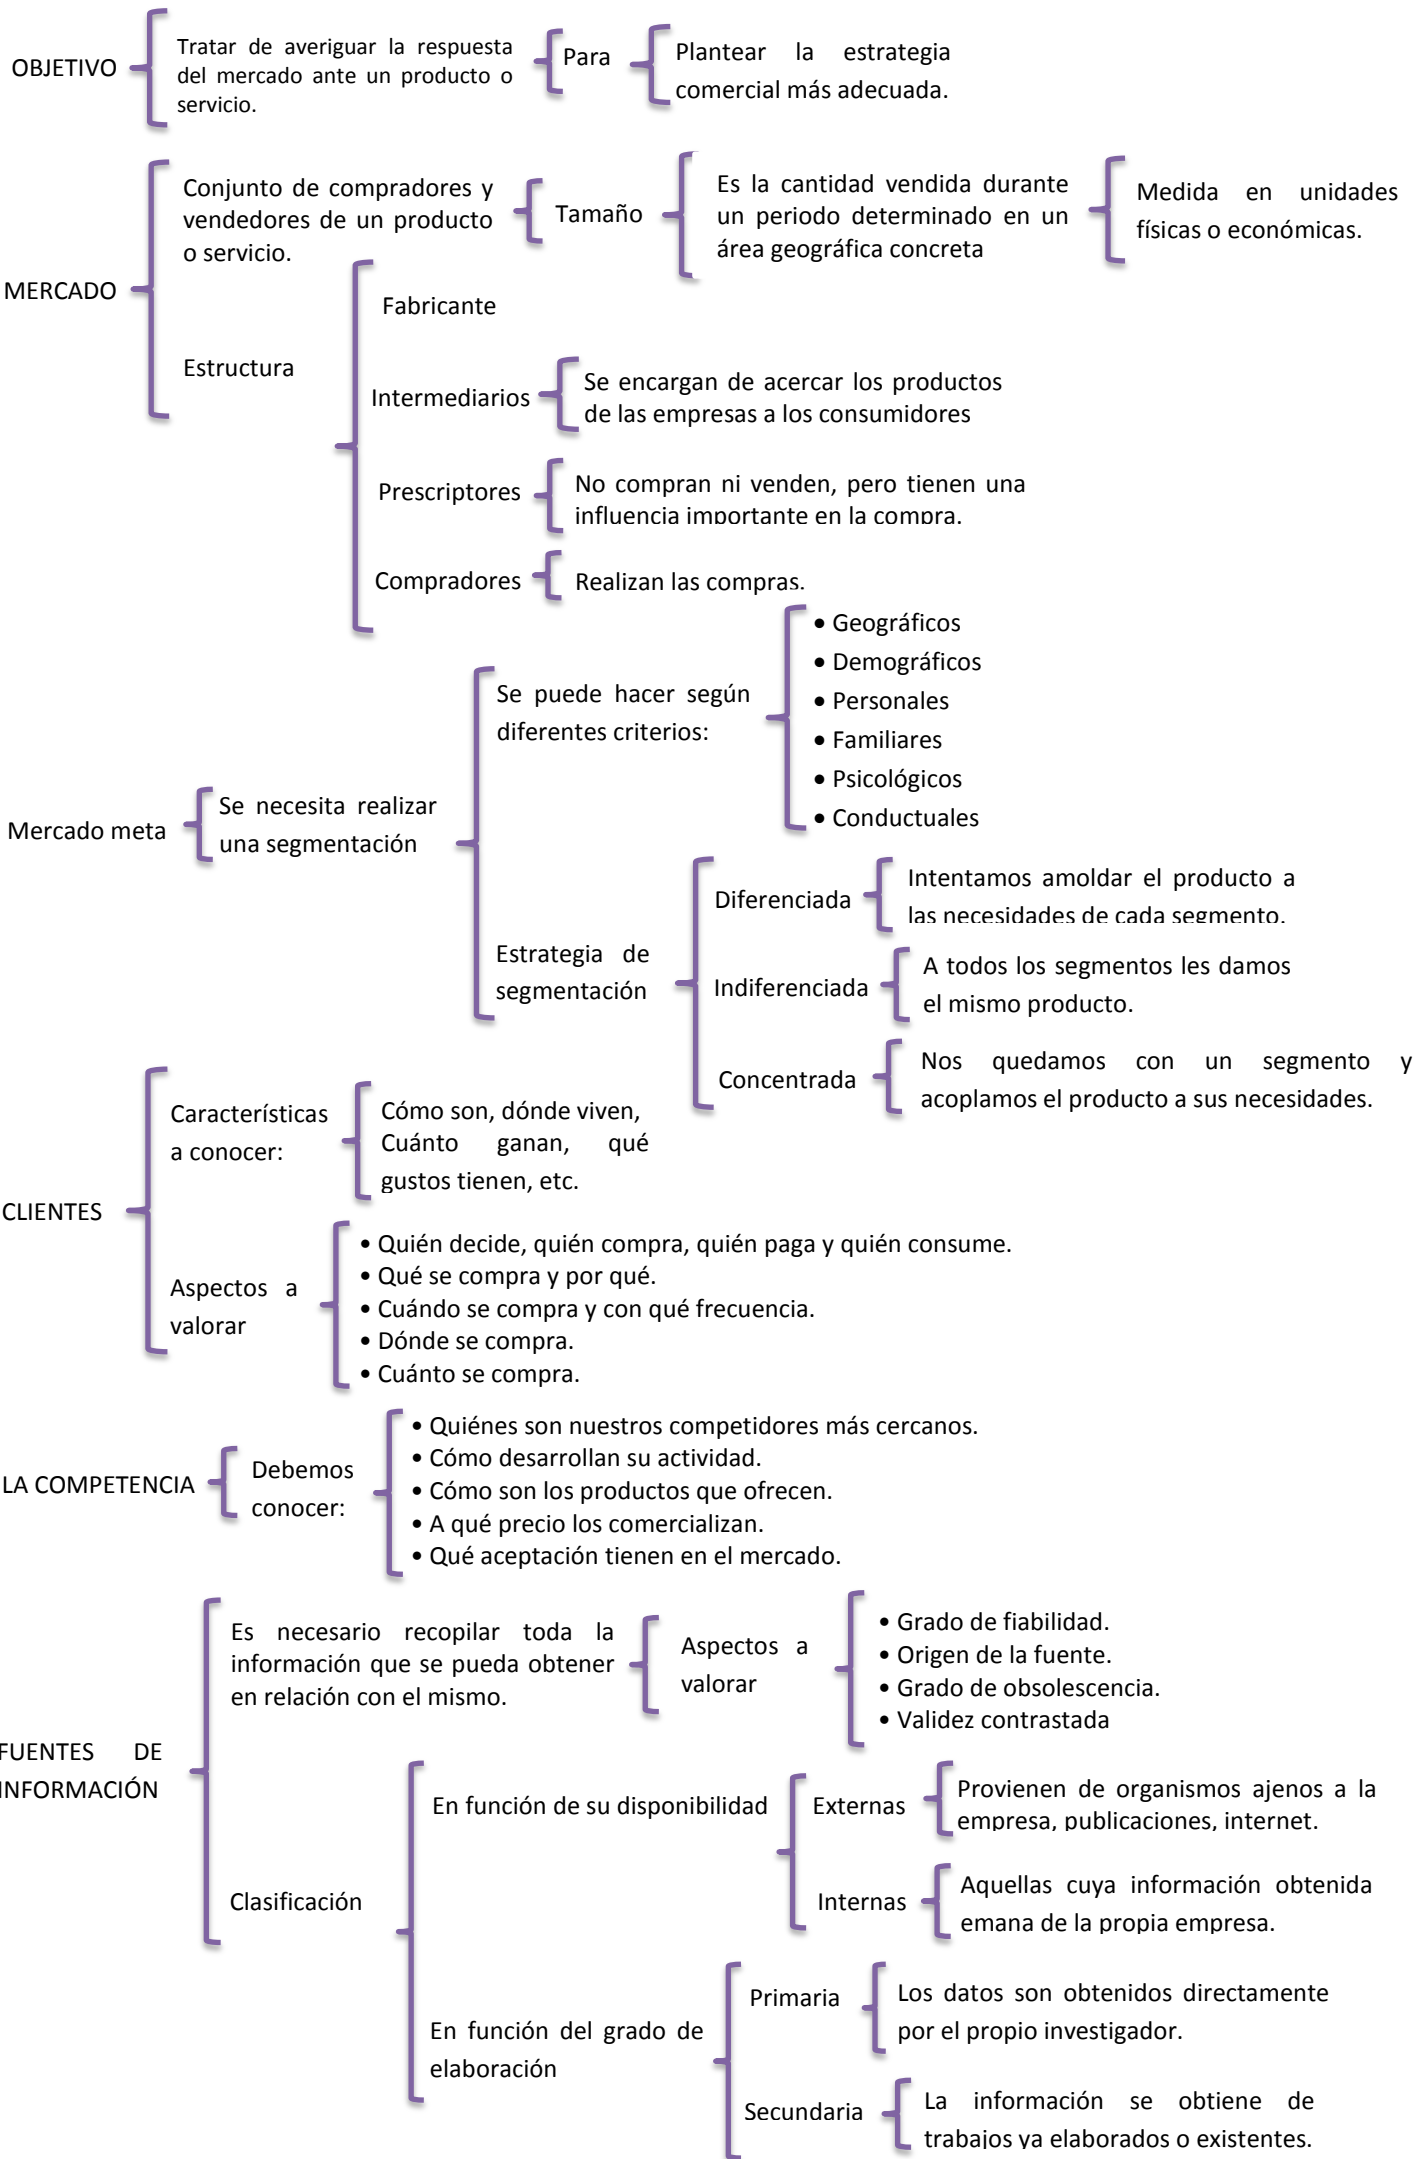 OBJETIVO
Tratar de averiguar la respuesta
del mercado ante un producto o
servicio.
Para
Plantear la estrategia
comercial más adecuada.
MERCADO
Conjunto de compradores y
vendedores de un producto
o servicio.
Tamaño
Es la cantidad vendida durante
un periodo determinado en un
área geográfica concreta
Medida en unidades
físicas o económicas.
Estructura
Fabricante
Intermediarios
Se encargan de acercar los productos
de las empresas a los consumidores
Prescriptores
No compran ni venden, pero tienen una
influencia importante en la compra.
Compradores
Realizan las compras.
Mercado meta
Se necesita realizar
una segmentación
Se puede hacer según
diferentes criterios:
• Geográficos
• Demográficos
• Personales
• Familiares
• Psicológicos
• Conductuales
Estrategia de
segmentación
Diferenciada
Intentamos amoldar el producto a
las necesidades de cada segmento.
Indiferenciada
A todos los segmentos les damos
el mismo producto.
Concentrada
Nos quedamos con un segmento y
acoplamos el producto a sus necesidades.
CLIENTES
Características
a conocer:
Cómo son, dónde viven,
Cuánto ganan, qué
gustos tienen, etc.
Aspectos a
valorar
• Quién decide, quién compra, quién paga y quién consume.
• Qué se compra y por qué.
• Cuándo se compra y con qué frecuencia.
• Dónde se compra.
• Cuánto se compra.
LA COMPETENCIA
Debemos
conocer:
• Quiénes son nuestros competidores más cercanos.
• Cómo desarrollan su actividad.
• Cómo son los productos que ofrecen.
• A qué precio los comercializan.
• Qué aceptación tienen en el mercado.
FUENTES DE
INFORMACIÓN
Es necesario recopilar toda la
información que se pueda obtener
en relación con el mismo.
Aspectos a
valorar
• Grado de fiabilidad.
• Origen de la fuente.
• Grado de obsolescencia.
• Validez contrastada
Clasificación
En función de su disponibilidad
Externas
Provienen de organismos ajenos a la
empresa, publicaciones, internet.
Internas
Aquellas cuya información obtenida
emana de la propia empresa.
En función del grado de
elaboración
Primaria
Los datos son obtenidos directamente
por el propio investigador.
Secundaria
La información se obtiene de
trabajos ya elaborados o existentes.